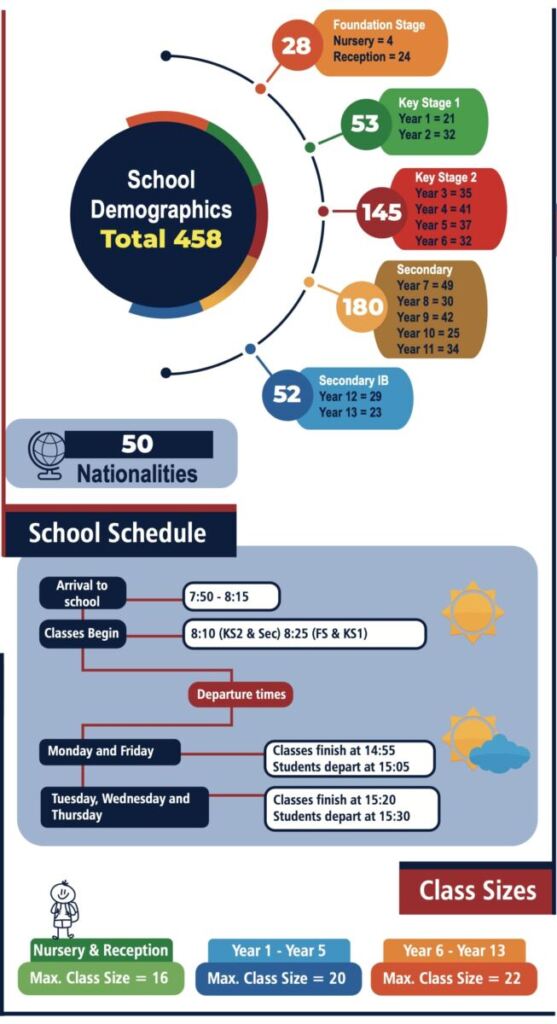 School
Demographics
Total 458
28
Foundation Stage
Nursery = 4
Reception = 24
53
Key Stage 1
Year 1 = 21
Year 2 = 32
145
Key Stage 2
Year 3 = 35
Year 4 = 41
Year 5 = 37
Year 6 = 32
180
Secondary
Year 7 = 49
Year 8 = 30
Year 9 = 42
Year 10 = 25
Year 11 = 34
52
Secondary IB
Year 12 = 29
Year 13 = 23
50
Nationalities
School Schedule
Arrival to
school
7:50 - 8:15
Classes Begin
8:10 (KS2 & Sec) 8:25 (FS & KS1)
Departure times
Monday and Friday
Classes finish at 14:55
Students depart at 15:05
Tuesday, Wednesday and
Thursday
Classes finish at 15:20
Students depart at 15:30
Class Sizes
Nursery & Reception
Max. Class Size = 16
Year 1 - Year 5
Max. Class Size = 20
Year 6 - Year 13
Max. Class Size = 22